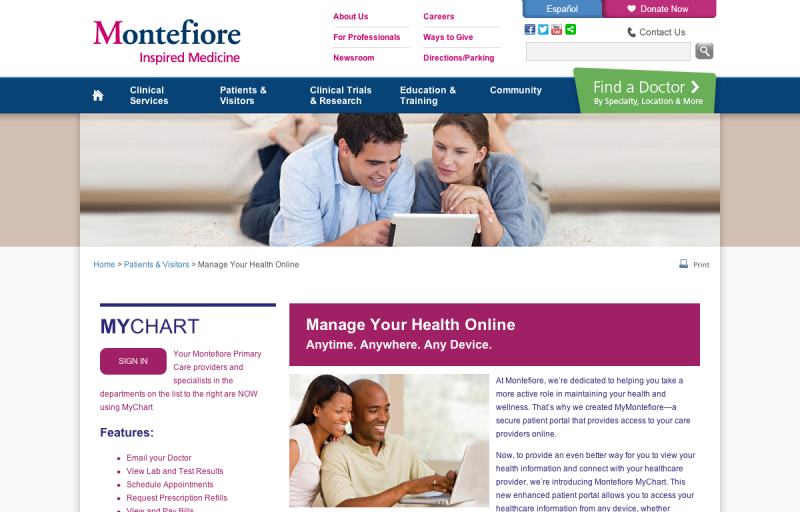 Montefiore
Inspired Medicine
About Us
For Professionals
Newsroom
Careers
Ways to Give
Directions/Parking
Español
Donate Now
Contact Us
Clinical
Services
Patients &
Visitors
Clinical Trials
& Research
Education &
Training
Community
Find a Doctor
By Specialty, Location & More
Home > Patients & Visitors > Manage Your Health Online
Print
MYCHART
SIGN IN
Your Montefiore Primary
Care providers and
specialists in the
departments on the list to the right are NOW
using MyChart
Features:
Email your Doctor
View Lab and Test Results
Schedule Appointments
Request Prescription Refills
View and Pay Bills
Manage Your Health Online
Anytime. Anywhere. Any Device.
At Montefiore, we're dedicated to helping you take a
more active role in maintaining your health and
wellness. That's why we created MyMontefiore—a
secure patient portal that provides access to your care
providers online.
Now, to provide an even better way for you to view your
health information and connect with your healthcare
provider, we're introducing Montefiore MyChart. This
new enhanced patient portal allows you to access your
healthcare information from any device, whether